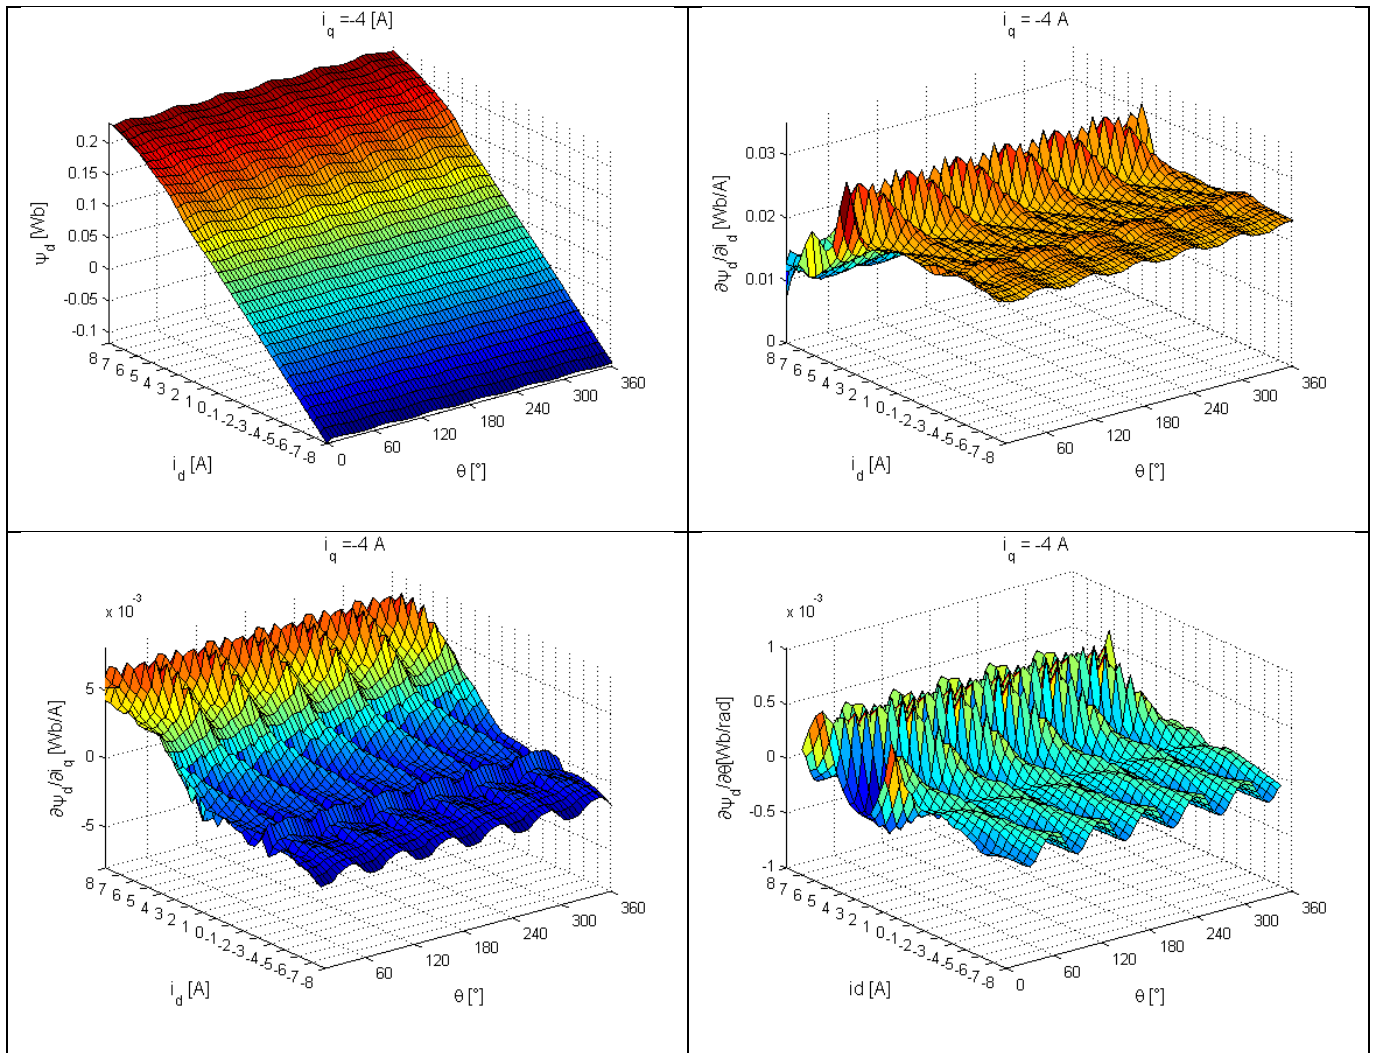 i_q =-4 [A]
ψ_d [Wb]
0.2
0.15
0.1
0.05
0
-0.05
-0.1
8 7 6 5 4 3 2 1 0 -1 -2 -3 -4 -5 -6 -7 -8
i_d [A]
0 60 120 180 240 300 360
θ [°]
i_q = -4 A
∂ψ_d/∂i_d [Wb/A]
0.03
0.02
0.01
0
8 7 6 5 4 3 2 1 0 -1 -2 -3 -4 -5 -6 -7 -8
i_d [A]
60 120 180 240 300 360
θ [°]
i_q =-4 A
x 10^-3
∂ψ_d/∂i_q [Wb/A]
5
0
-5
8 7 6 5 4 3 2 1 0 -1 -2 -3 -4 -5 -6 -7 -8
i_d [A]
60 120 180 240 300 360
θ [°]
i_q = -4 A
x 10^-3
∂ψ_d/∂θ[Wb/rad]
1
0.5
0
-0.5
-1
8 7 6 5 4 3 2 1 0 -1 -2 -3 -4 -5 -6 -7 -8
id [A]
0 60 120 180 240 300 360
θ [°]